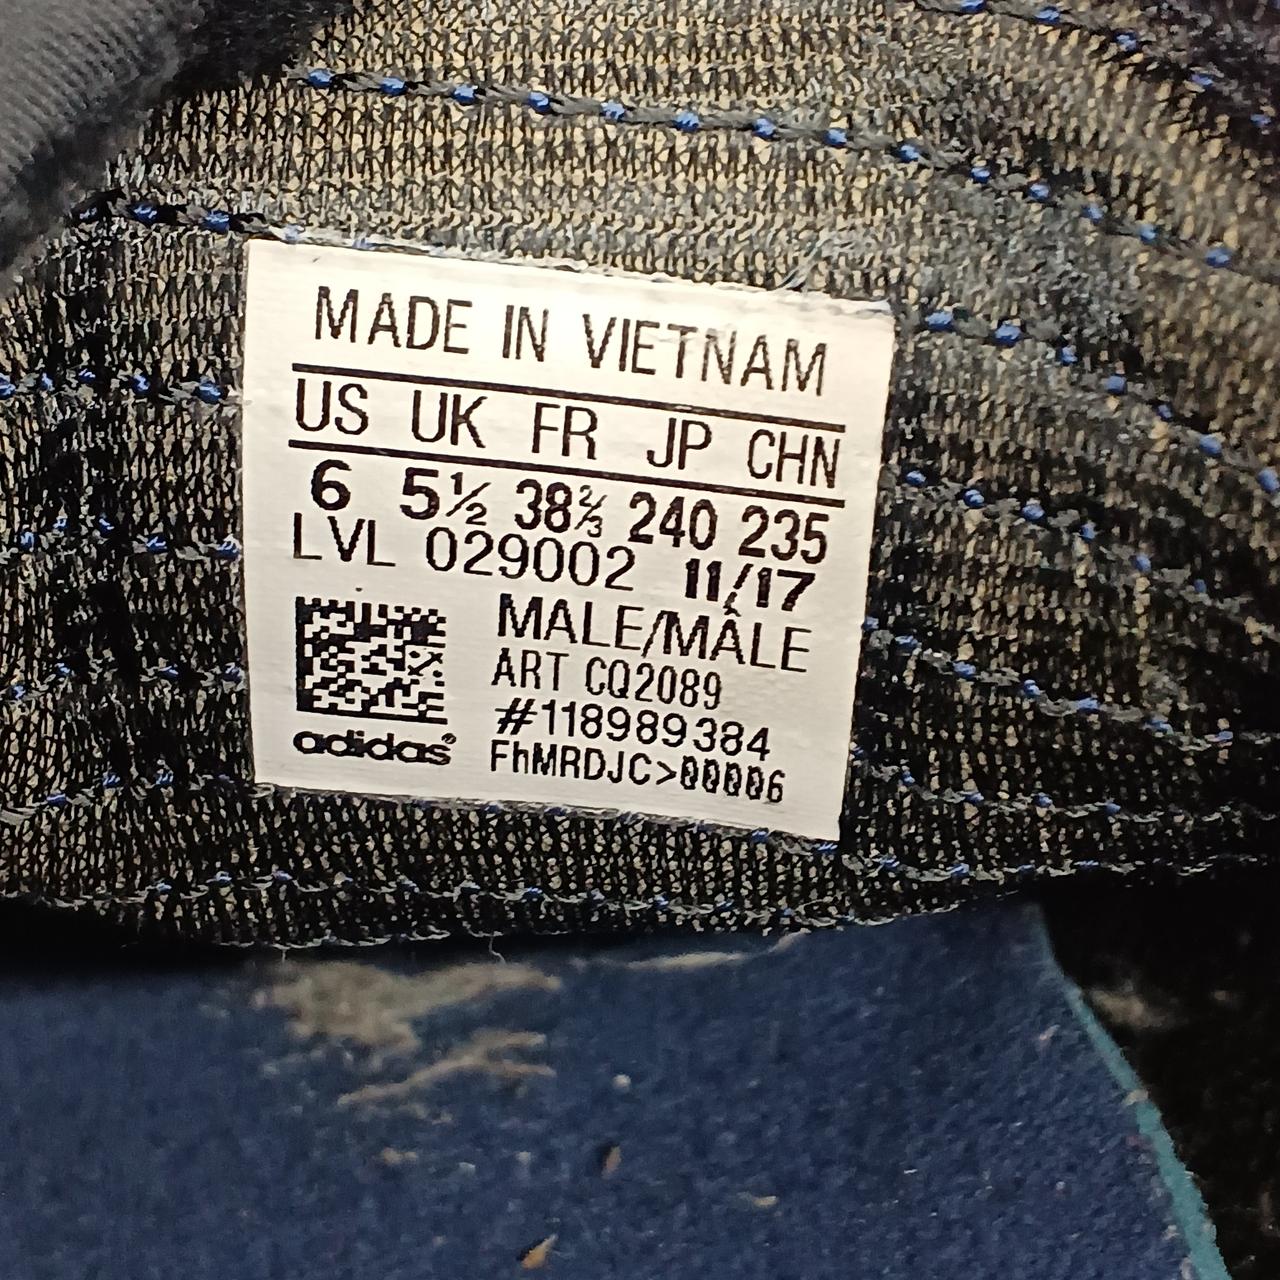 MADE IN VIETNAM
US UK FR JP CHN
6 5½ 38⅔ 240 235
LVL 029002 11/17
MALE/MÂLE
ART CQ2089
#118989384
adidas®
FhMRDJC>00006